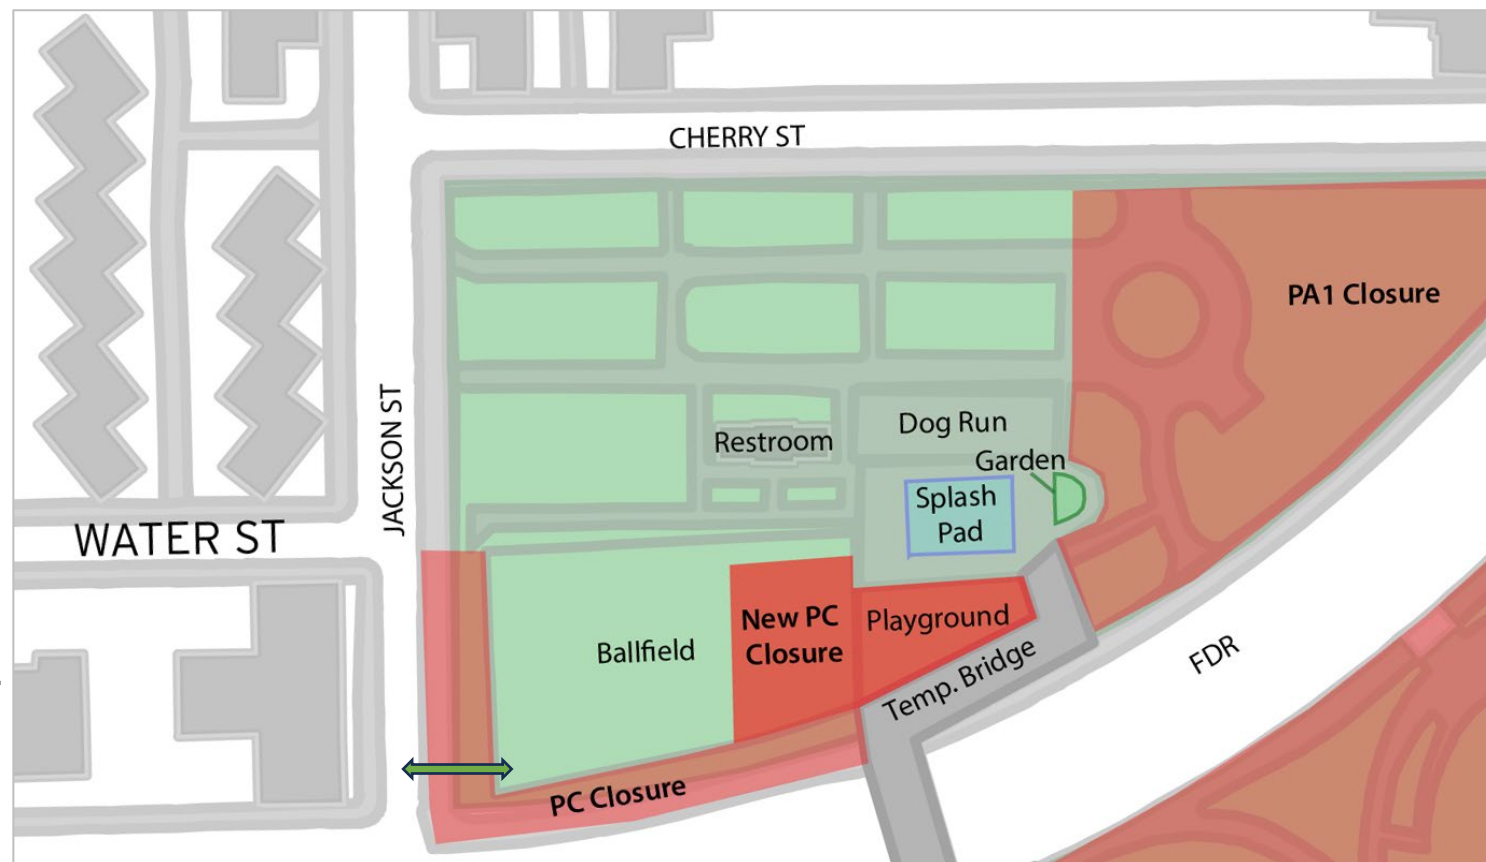 CHERRY ST
PA1 Closure
JACKSON ST
Dog Run
Restroom
Garden
Splash
Pad
WATER ST
New PC
Closure
Playground
Ballfield
Temp. Bridge
FDR
PC Closure